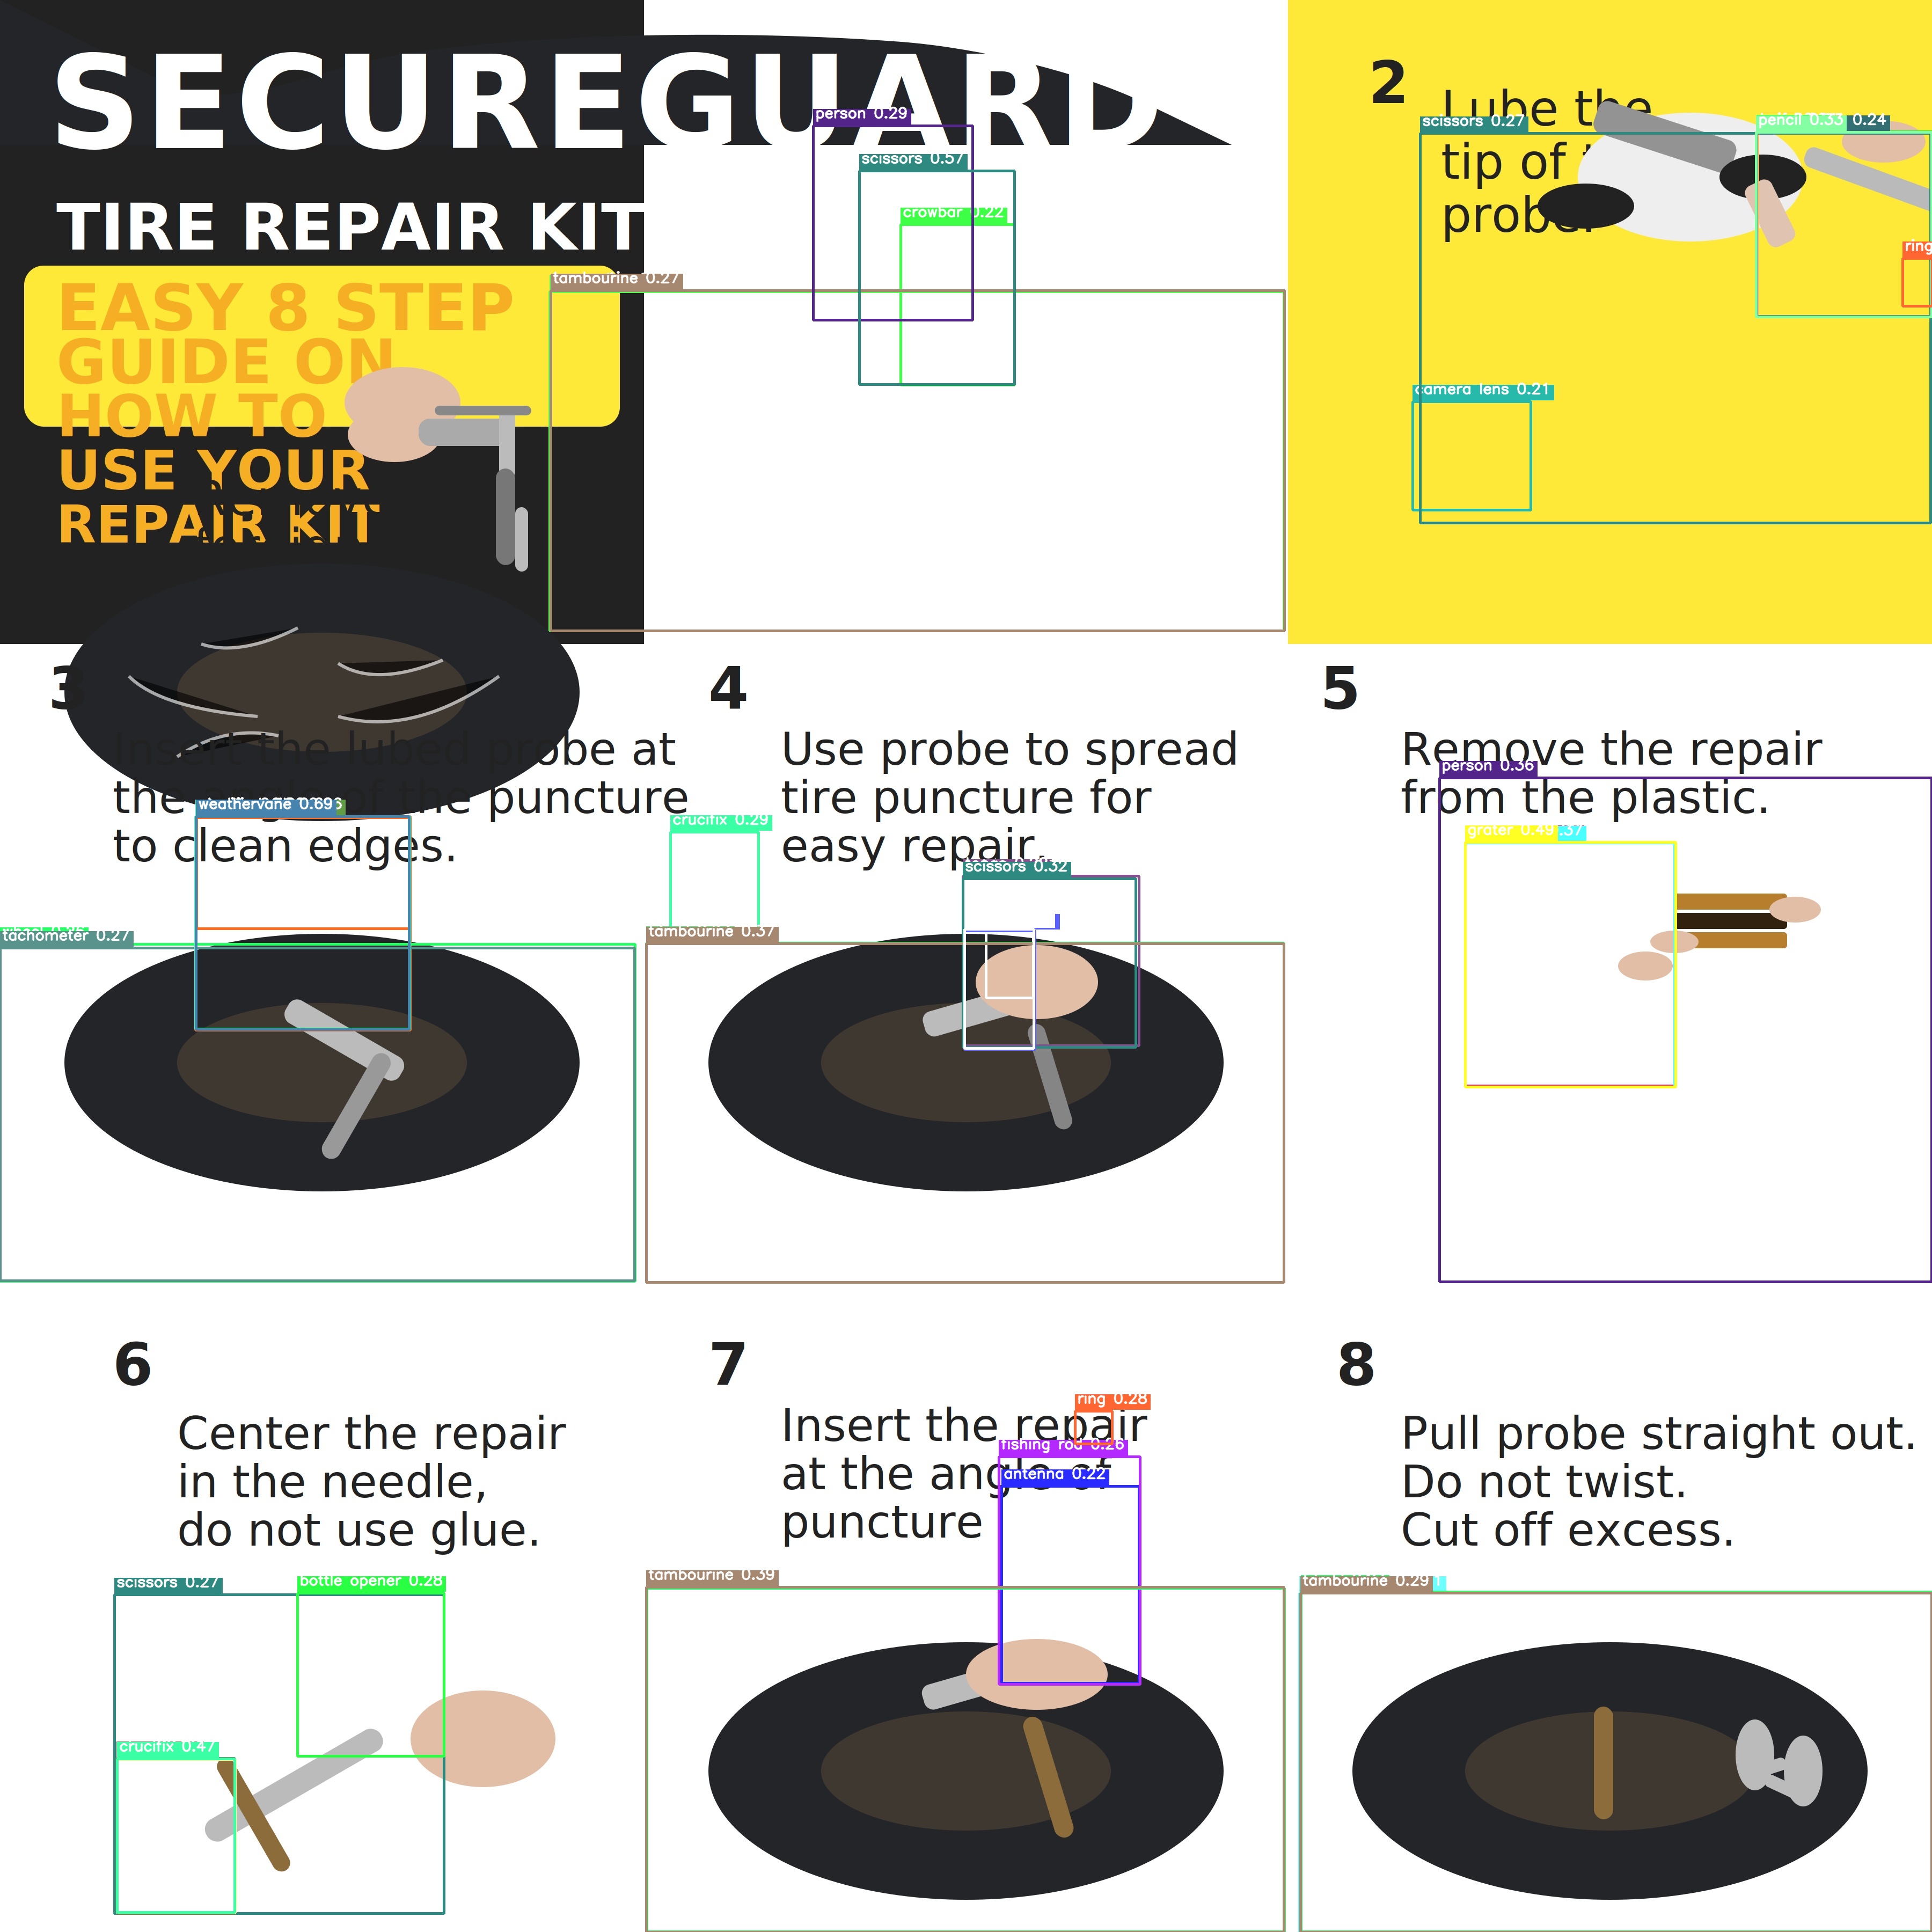 SECUREGUARD
TIRE REPAIR KIT
EASY 8 STEP
GUIDE ON
HOW TO
USE YOUR
REPAIR KIT
person 0.29
scissors 0.57
crowbar 0.22
tambourine 0.27
2
Lube the
tip of
probe.
scissors 0.27
pencil 0.33 0.24
ring
camera lens 0.21
3
Insert the lubed probe at
the of the puncture
to clean edges.
weathervane 0.69
tachometer 0.27
4
Use probe to spread
tire puncture for
easy repair.
crucifix 0.29
scissors 0.32
tambourine 0.37
5
Remove the repair
from the plastic.
person 0.36
grater 0.49 .37
6
Center the repair
in the needle,
do not use glue.
scissors 0.27
bottle opener 0.28
crucifix 0.47
7
Insert the repair
at the angle of
puncture
ring 0.28
fishing rod 0.26
antenna 0.22
tambourine 0.39
8
Pull probe straight out.
Do not twist.
Cut off excess.
tambourine 0.29